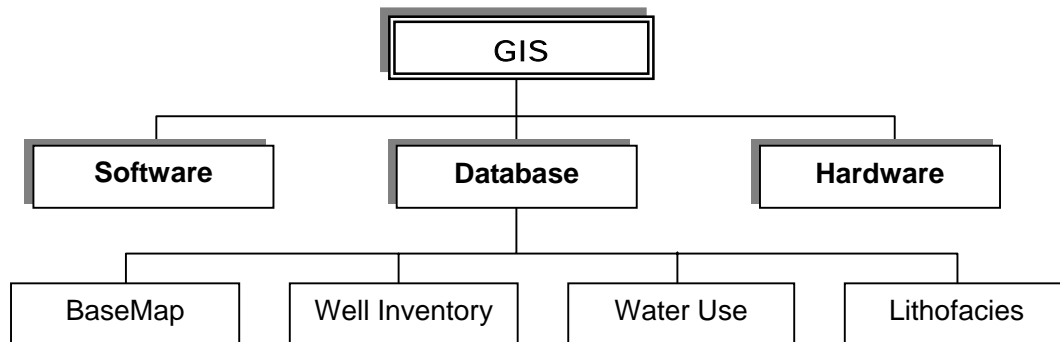 GIS
Software
Database
Hardware
BaseMap
Well Inventory
Water Use
Lithofacies